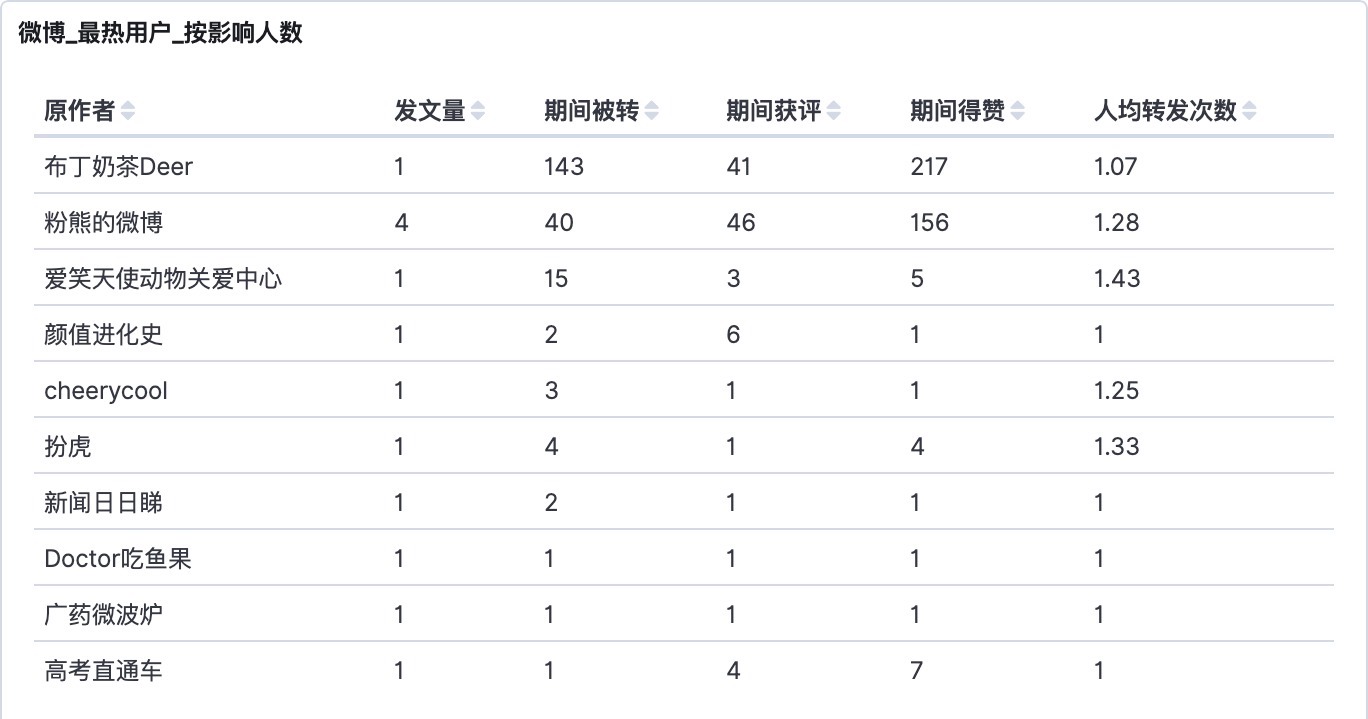 微博_最热用户_按影响人数
原作者 发文量 期间被转 期间获评 期间得赞 人均转发次数
布丁奶茶Deer 1 143 41 217 1.07
粉熊的微博 4 40 46 156 1.28
爱笑天使动物关爱中心 1 15 3 5 1.43
颜值进化史 1 2 6 1 1
cheerycool 1 3 1 1 1.25
扮虎 1 4 1 4 1.33
新闻日日睇 1 2 1 1 1
Doctor吃鱼果 1 1 1 1 1
广药微波炉 1 1 1 1 1
高考直通车 1 1 4 7 1